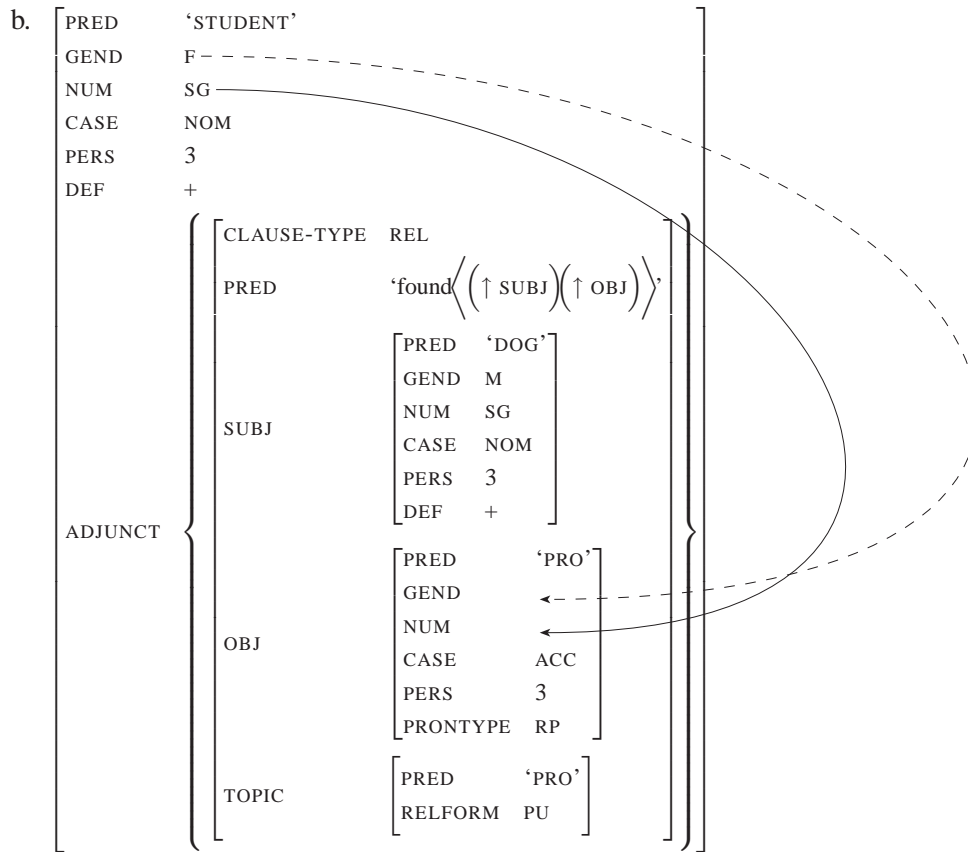 b.
PRED ‘STUDENT’
GEND F
NUM SG
CASE NOM
PERS 3
DEF +
CLAUSE-TYPE REL
PRED ‘found⟨(↑ SUBJ)(↑ OBJ)⟩’
PRED ‘DOG’
GEND M
NUM SG
SUBJ
CASE NOM
PERS 3
DEF +
ADJUNCT
PRED ‘PRO’
GEND
NUM
OBJ
CASE ACC
PERS 3
PRONTYPE RP
PRED ‘PRO’
TOPIC
RELFORM PU